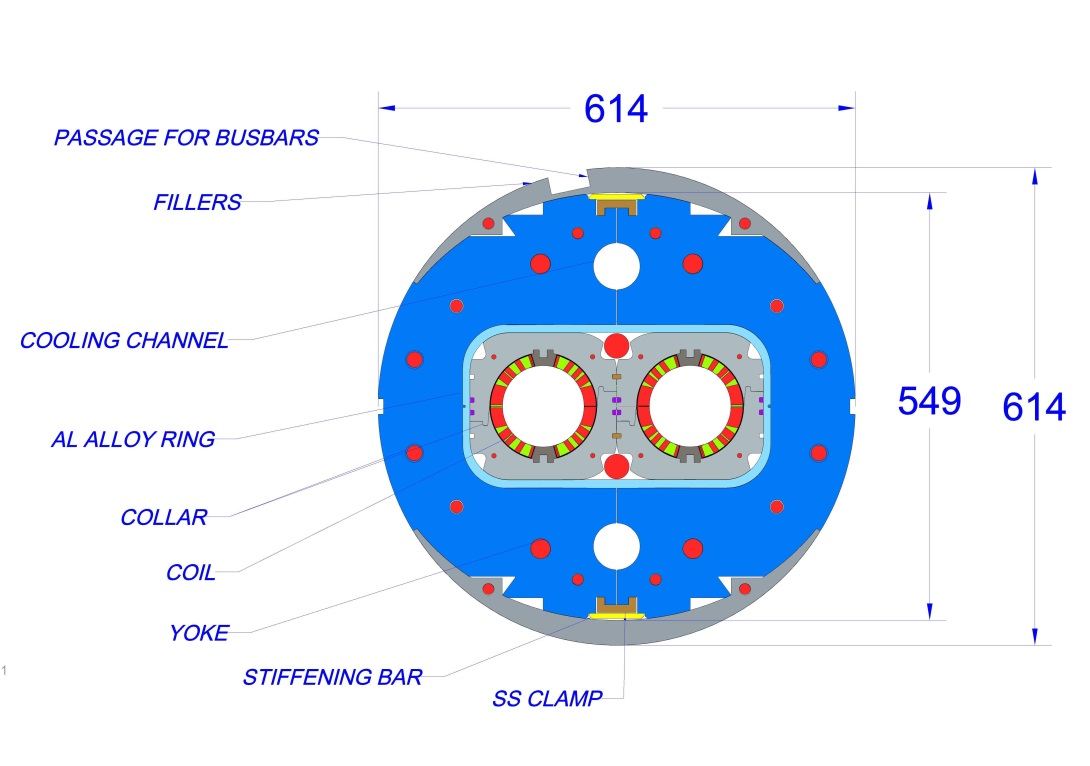 614
PASSAGE FOR BUSBARS
FILLERS
COOLING CHANNEL
549
614
AL ALLOY RING
COLLAR
COIL
YOKE
1
STIFFENING BAR
SS CLAMP